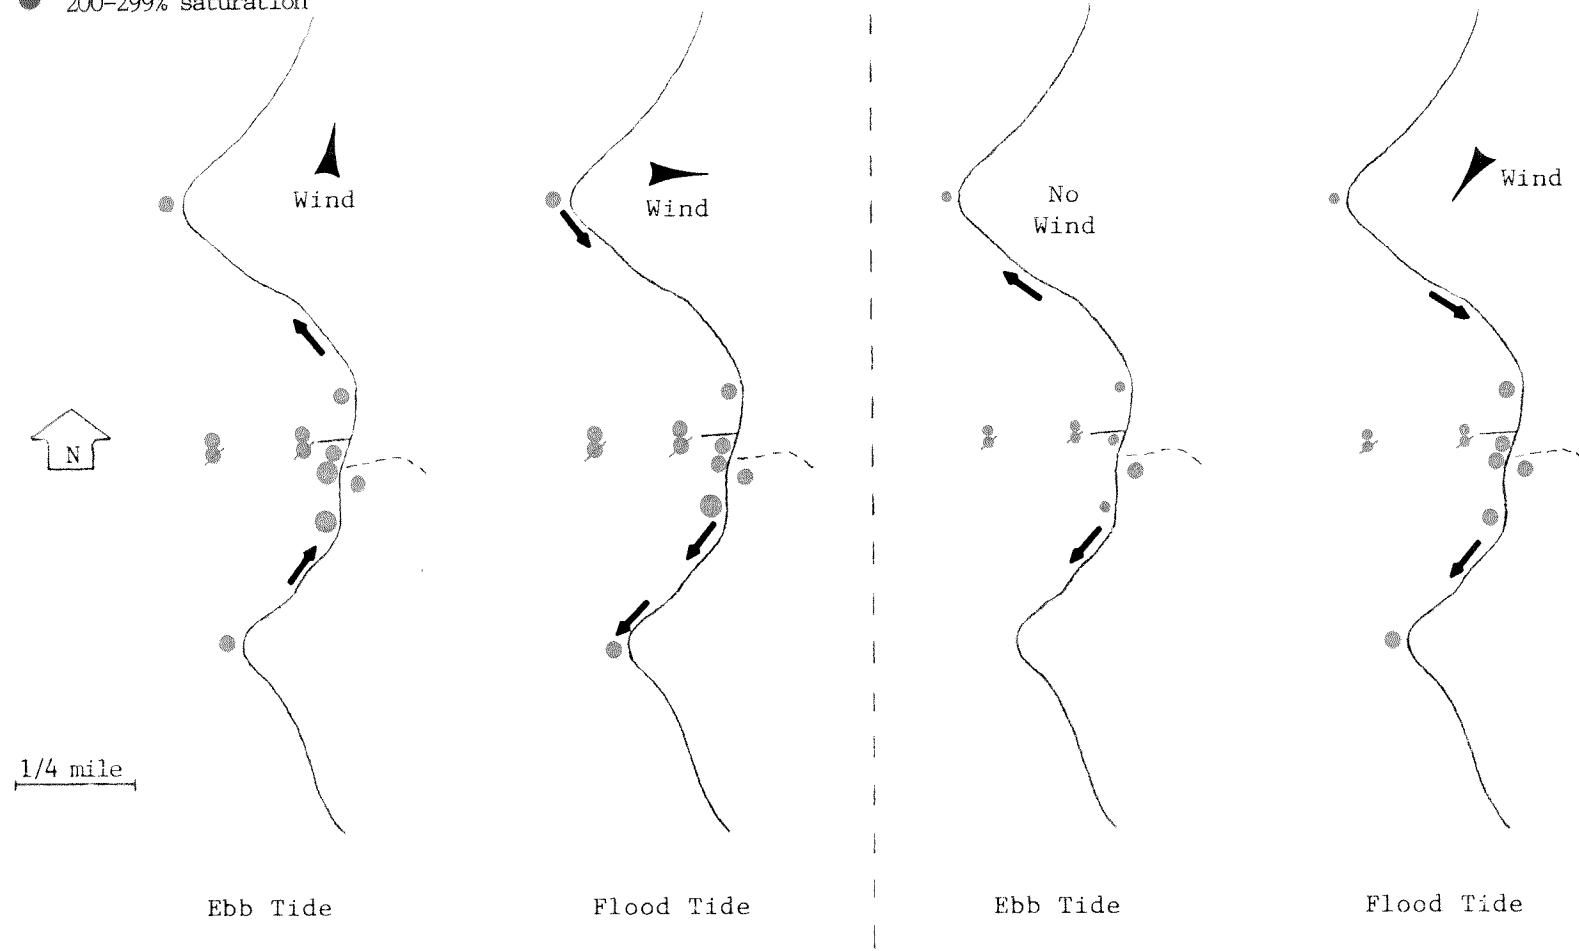 200-299% saturation
Wind
Wind
No
Wind
Wind
N
1/4 mile
Ebb Tide
Flood Tide
Ebb Tide
Flood Tide